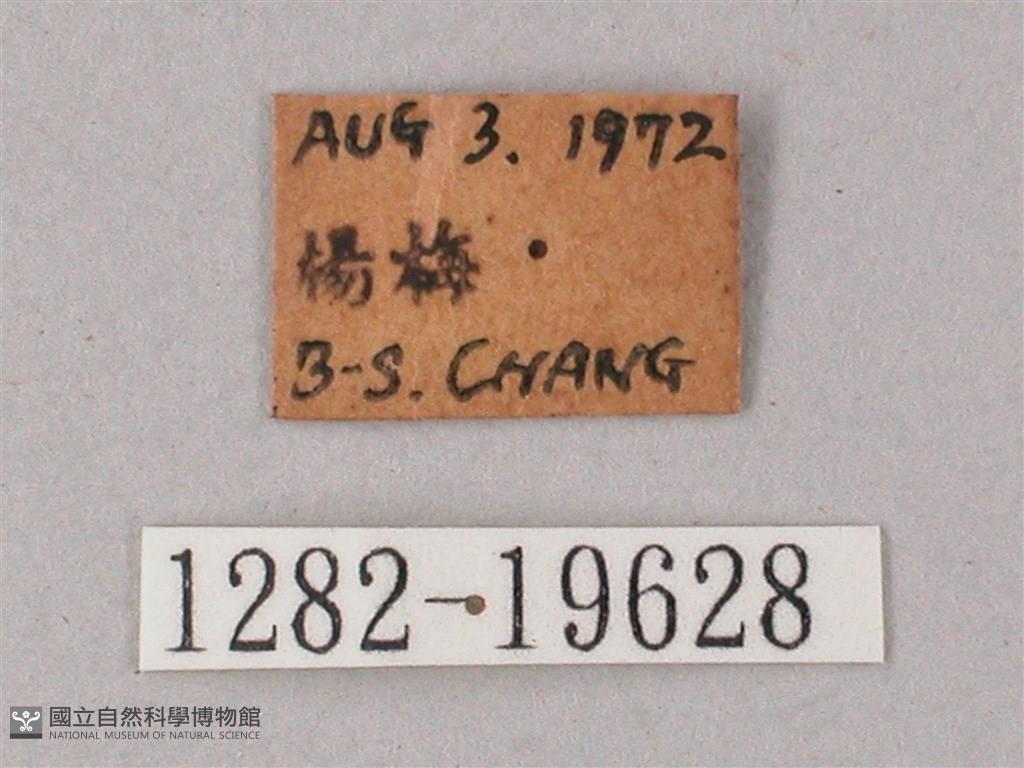 AUG 3. 1972
楊梅
B-S. CHANG
1282-19628
國立自然科學博物館
NATIONAL MUSEUM OF NATURAL SCIENCE